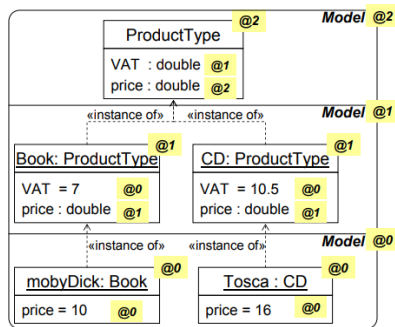 Model @2
@2
ProductType
VAT : double @1
price : double @2
Model @1
«instance of» «instance of»
@1 @1
Book: ProductType CD: ProductType
VAT = 7 @0 VAT = 10.5 @0
price : double @1 price : double @1
Model @0
«instance of» «instance of»
@0 @0
mobyDick: Book Tosca : CD
price = 10 @0 price = 16 @0